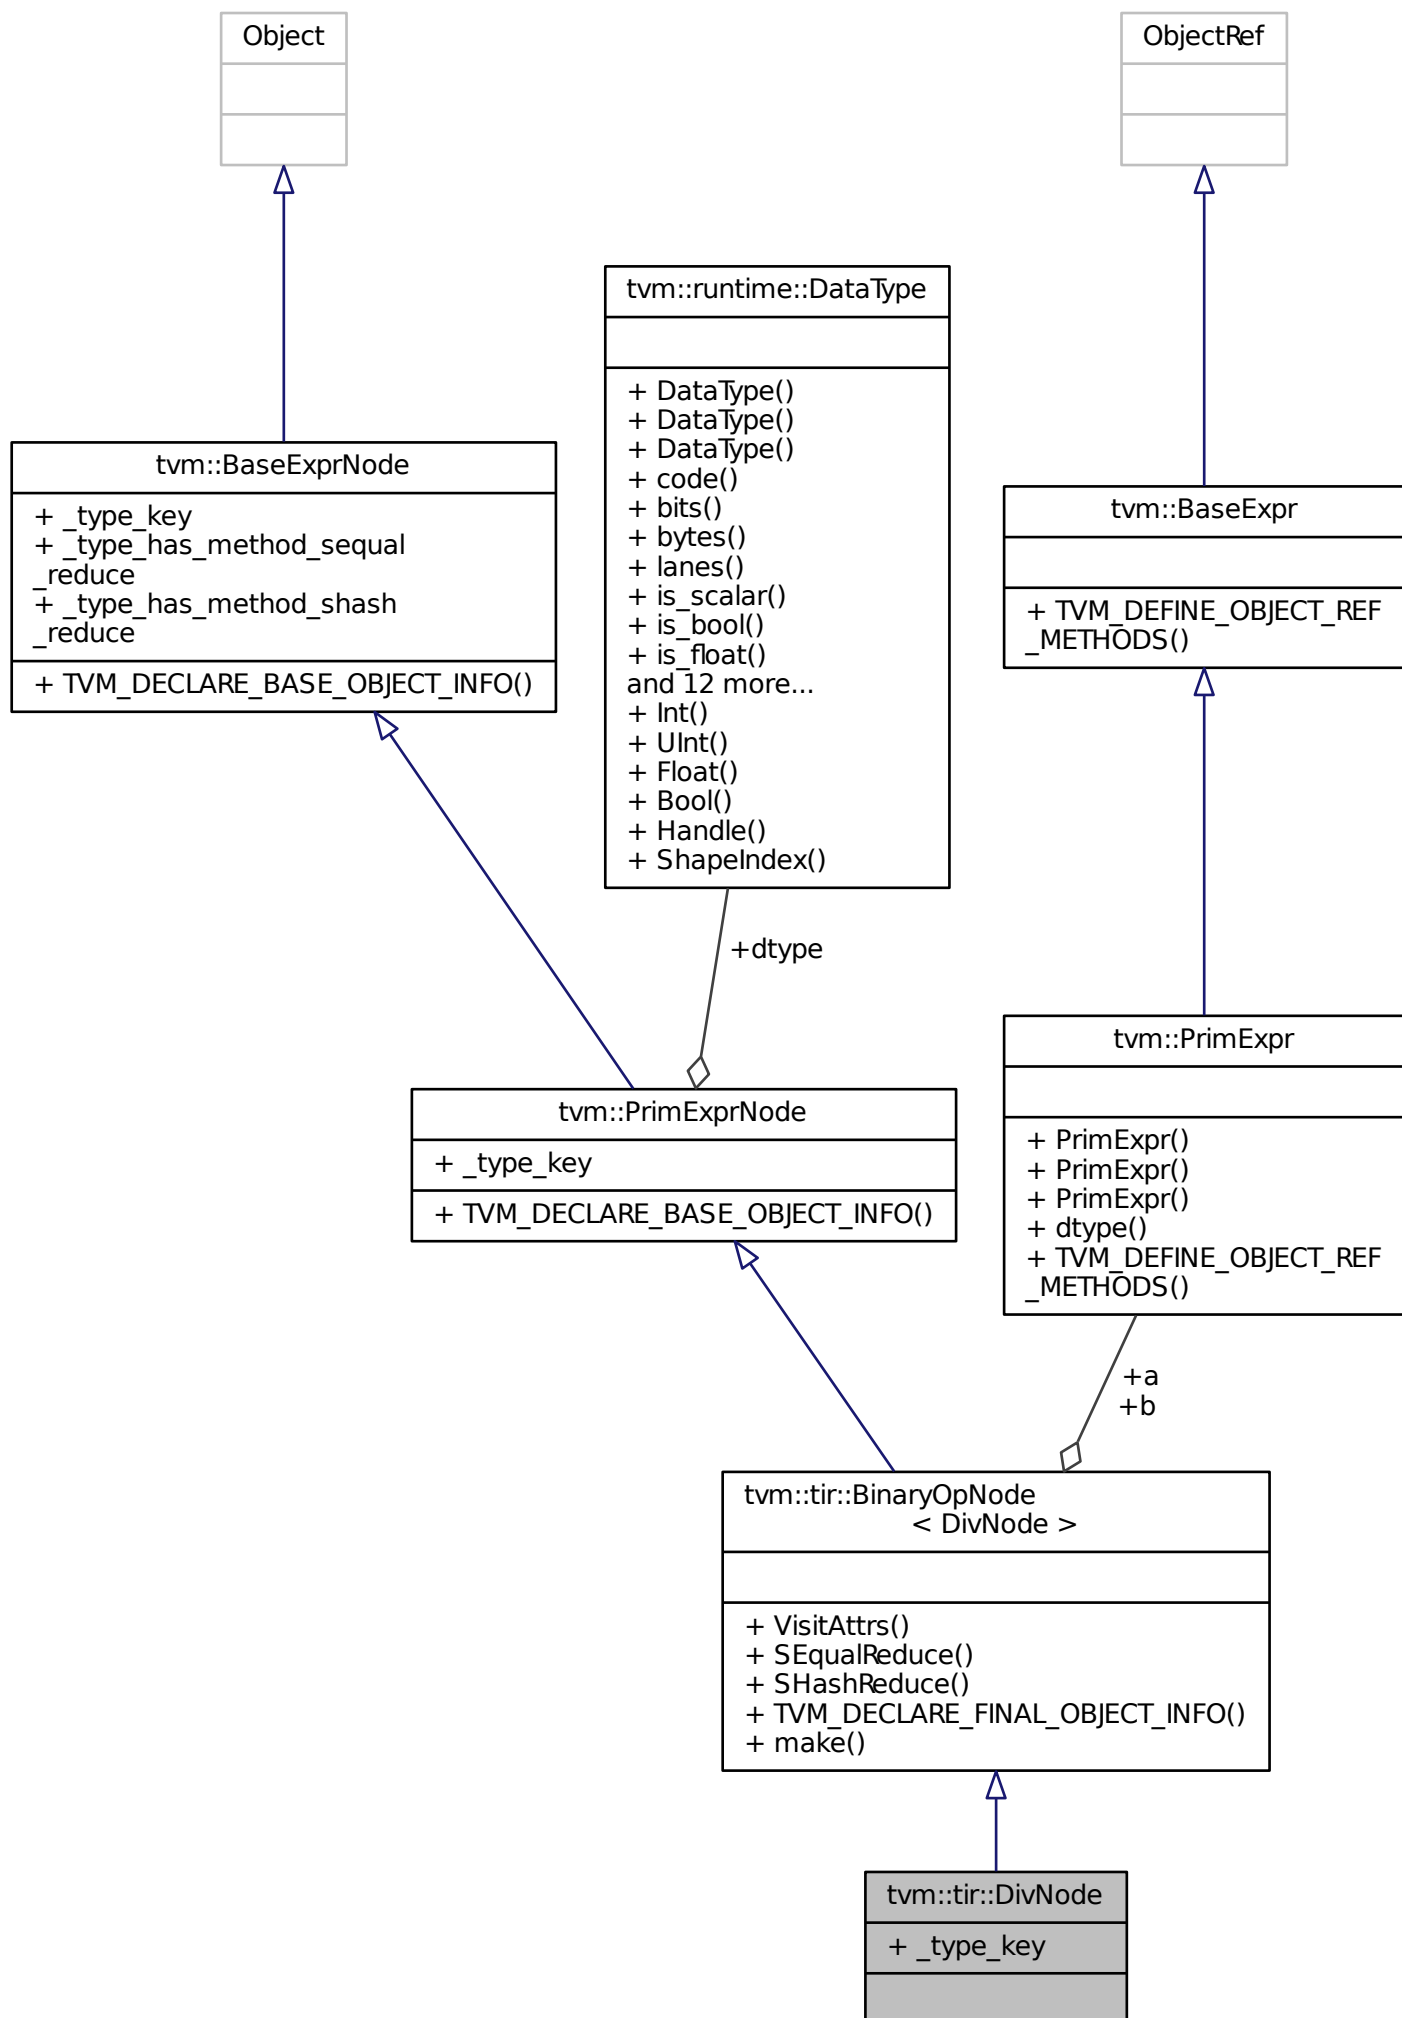 Object
ObjectRef
tvm::runtime::DataType
+ DataType()
+ DataType()
+ DataType()
+ code()
+ bits()
+ bytes()
+ lanes()
+ is_scalar()
+ is_bool()
+ is_float()
and 12 more...
+ Int()
+ UInt()
+ Float()
+ Bool()
+ Handle()
+ ShapeIndex()
tvm::BaseExprNode
+ _type_key
+ _type_has_method_sequal
_reduce
+ _type_has_method_shash
_reduce
+ TVM_DECLARE_BASE_OBJECT_INFO()
tvm::BaseExpr
+ TVM_DEFINE_OBJECT_REF
_METHODS()
+dtype
tvm::PrimExprNode
+ _type_key
+ TVM_DECLARE_BASE_OBJECT_INFO()
tvm::PrimExpr
+ PrimExpr()
+ PrimExpr()
+ PrimExpr()
+ dtype()
+ TVM_DEFINE_OBJECT_REF
_METHODS()
+a
+b
tvm::tir::BinaryOpNode
< DivNode >
+ VisitAttrs()
+ SEqualReduce()
+ SHashReduce()
+ TVM_DECLARE_FINAL_OBJECT_INFO()
+ make()
tvm::tir::DivNode
+ _type_key